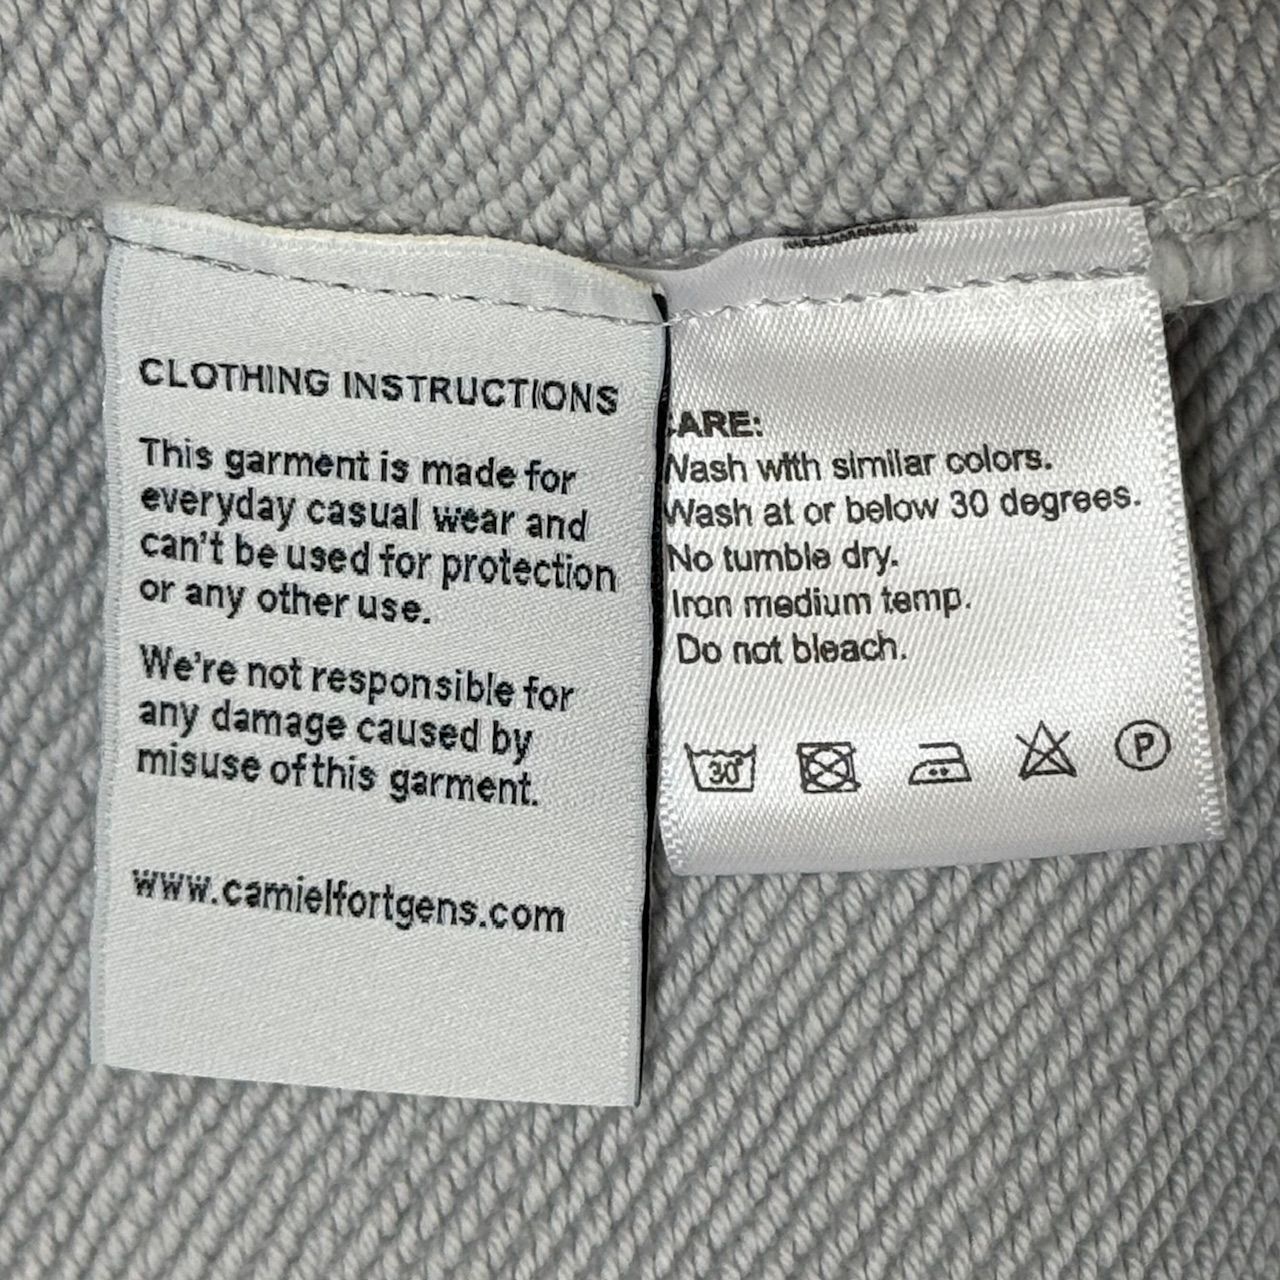 CLOTHING INSTRUCTIONS
This garment is made for
everyday casual wear and
can't be used for protection
or any other use.
We're not responsible for
any damage caused by
misuse of this garment.
www.camielfortgens.com
CARE:
Wash with similar colors.
Wash at or below 30 degrees.
No tumble dry.
Iron medium temp.
Do not bleach.
30°
P